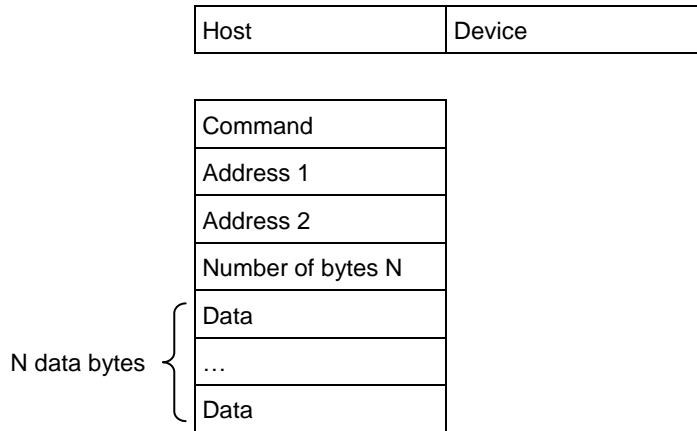 Host Device
Command
Address 1
Address 2
Number of bytes N
Data
N data bytes …
Data